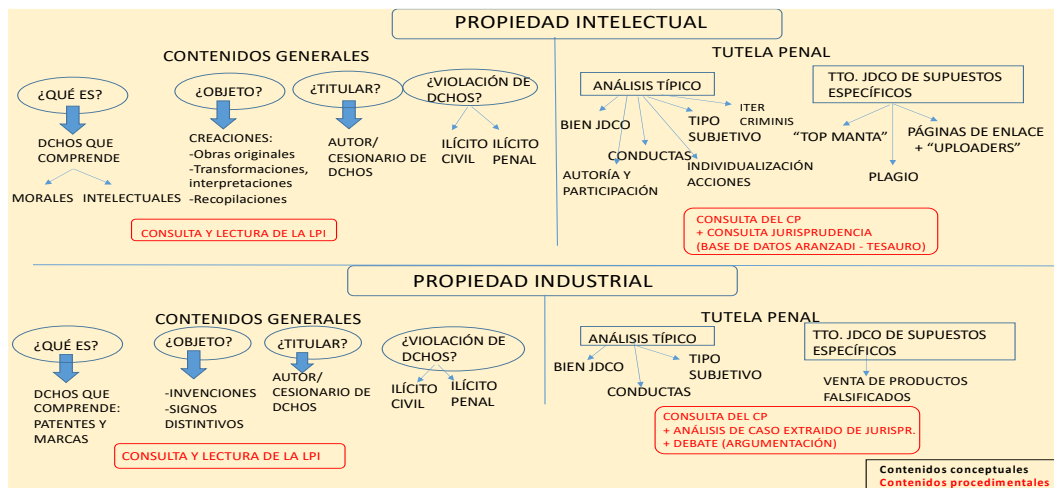 PROPIEDAD INTELECTUAL
CONTENIDOS GENERALES
¿QUÉ ES?
DCHOS QUE
COMPRENDE
MORALES
INTELECTUALES
¿OBJETO?
CREACIONES:
-Obras originales
-Transformaciones,
interpretaciones
-Recopilaciones
¿TITULAR?
AUTOR/
CESIONARIO DE
DCHOS
¿VIOLACIÓN DE
DCHOS?
ILÍCITO
CIVIL
ILÍCITO
PENAL
CONSULTA Y LECTURA DE LA LPI
TUTELA PENAL
ANÁLISIS TÍPICO
BIEN JDCO
AUTORÍA Y
PARTICIPACIÓN
CONDUCTAS
INDIVIDUALIZACIÓN
ACCIONES
TIPO
SUBJETIVO
ITER
CRIMINIS
TTO. JDCO DE SUPUESTOS
ESPECÍFICOS
“TOP MANTA”
PLAGIO
PÁGINAS DE ENLACE
+ “UPLOADERS”
CONSULTA DEL CP
+ CONSULTA JURISPRUDENCIA
(BASE DE DATOS ARANZADI - TESAURO)
PROPIEDAD INDUSTRIAL
CONTENIDOS GENERALES
¿QUÉ ES?
DCHOS QUE
COMPRENDE:
PATENTES Y
MARCAS
¿OBJETO?
-INVENCIONES
-SIGNOS
DISTINTIVOS
¿TITULAR?
AUTOR/
CESIONARIO DE
DCHOS
¿VIOLACIÓN DE
DCHOS?
ILÍCITO
CIVIL
ILÍCITO
PENAL
CONSULTA Y LECTURA DE LA LPI
TUTELA PENAL
ANÁLISIS TÍPICO
BIEN JDCO
CONDUCTAS
TIPO
SUBJETIVO
TTO. JDCO DE SUPUESTOS
ESPECÍFICOS
VENTA DE PRODUCTOS
FALSIFICADOS
CONSULTA DEL CP
+ ANÁLISIS DE CASO EXTRAIDO DE JURISPR.
+ DEBATE (ARGUMENTACIÓN)
Contenidos conceptuales
Contenidos procedimentales